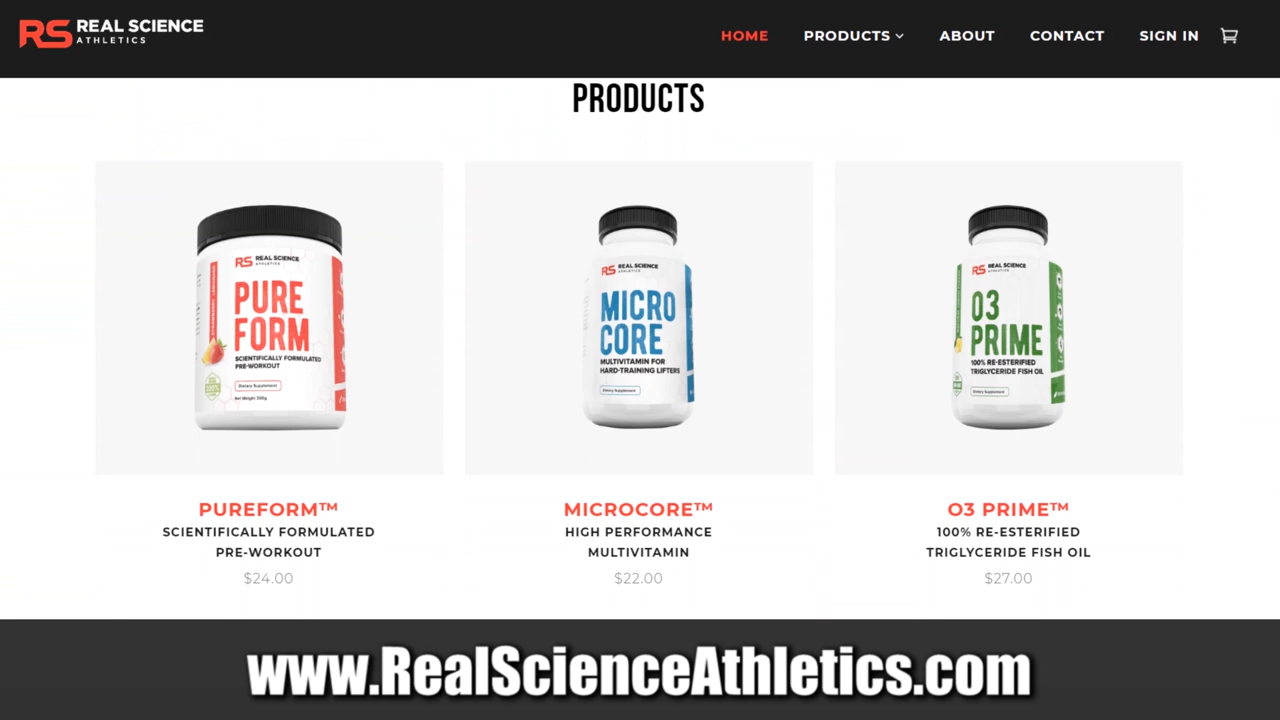 RS REAL SCIENCE
ATHLETICS
HOME
PRODUCTS
ABOUT
CONTACT
SIGN IN
PRODUCTS
RS REAL SCIENCE
ATHLETICS
PURE
FORM
SCIENTIFICALLY FORMULATED
PRE-WORKOUT
Dietary Supplement
RS REAL SCIENCE
ATHLETICS
MICRO
CORE
MULTIVITAMIN FOR
HARD-TRAINING LIFTERS
Dietary Supplement
RS REAL SCIENCE
ATHLETICS
O3
PRIME
100% RE-ESTERIFIED
TRIGLYCERIDE FISH OIL
Dietary Supplement
PUREFORM™
SCIENTIFICALLY FORMULATED
PRE-WORKOUT
$24.00
MICROCORE™
HIGH PERFORMANCE
MULTIVITAMIN
$22.00
O3 PRIME™
100% RE-ESTERIFIED
TRIGLYCERIDE FISH OIL
$27.00
www.RealScienceAthletics.com